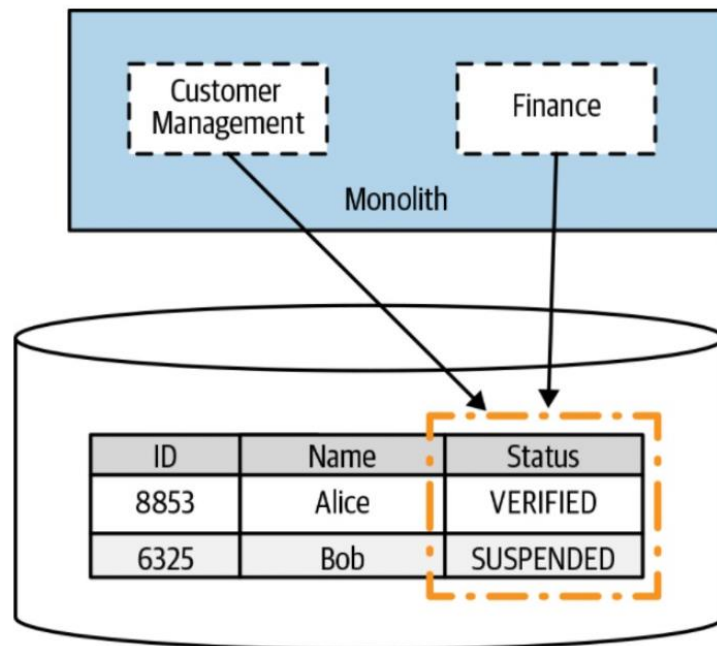 Customer
Management
Finance
Monolith
ID Name Status
8853 Alice VERIFIED
6325 Bob SUSPENDED